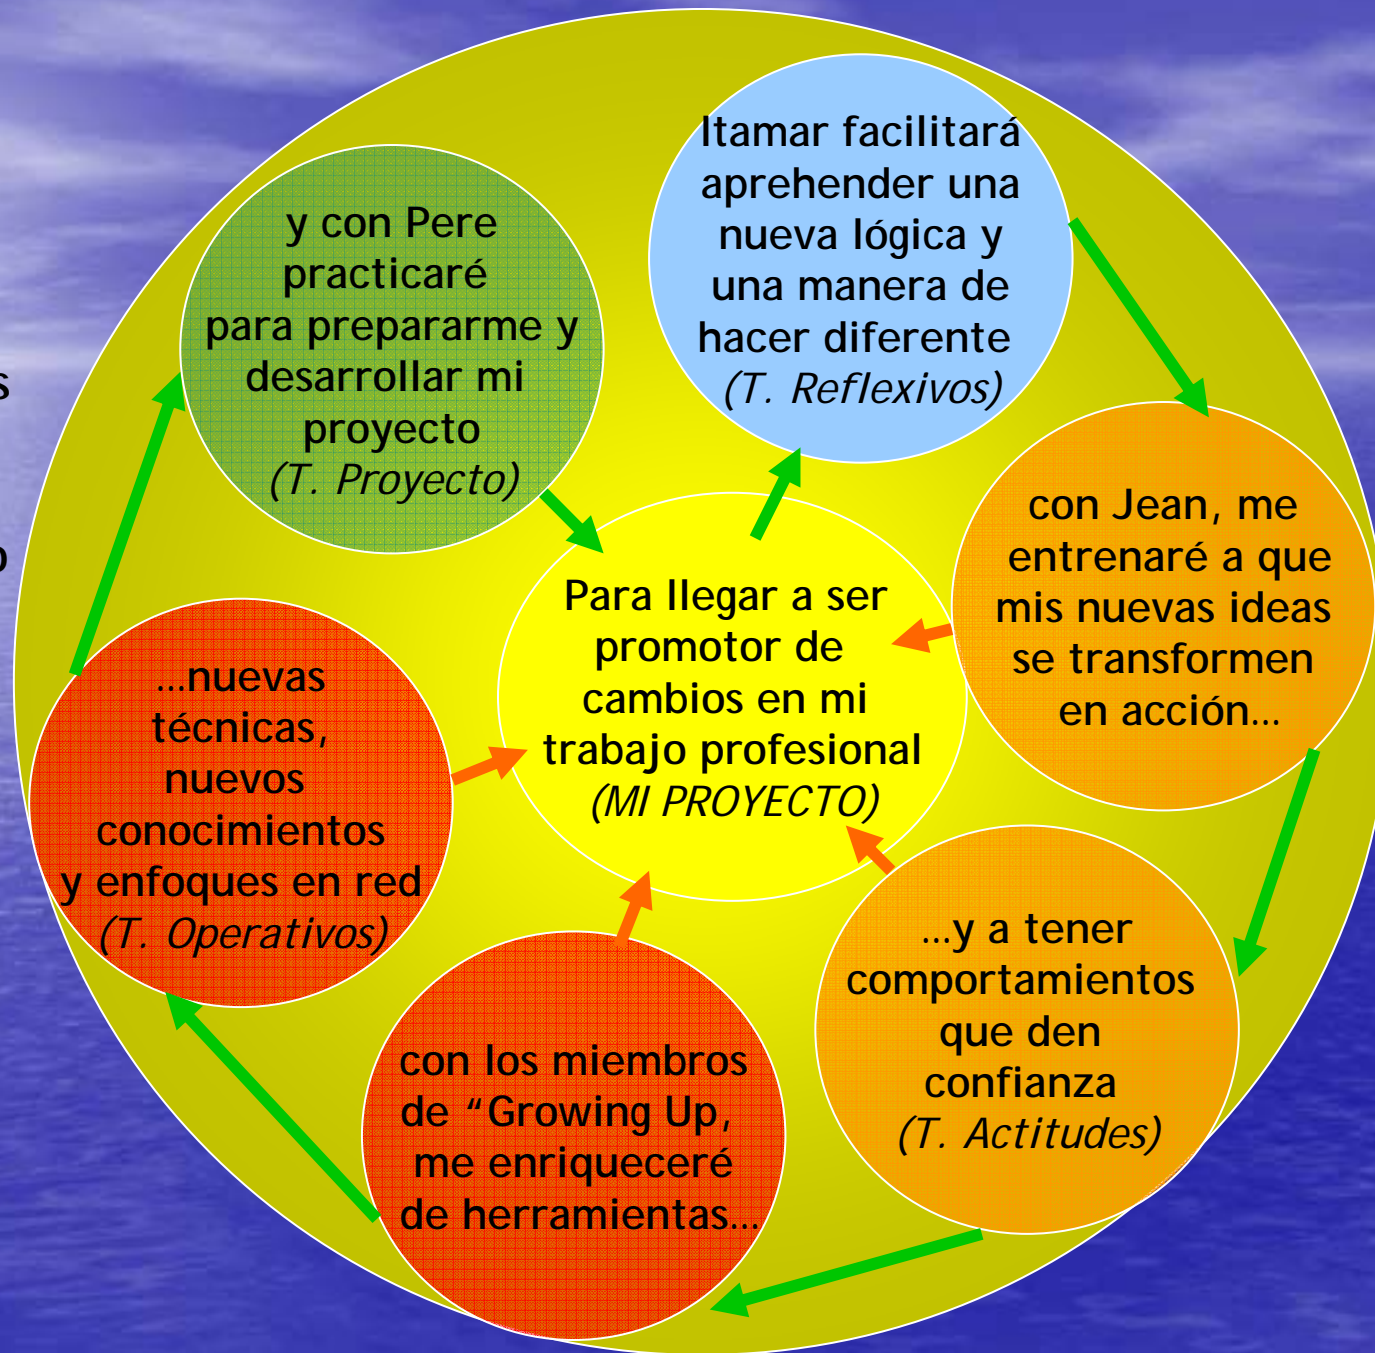 Para llegar a ser
promotor de
cambios en mi
trabajo profesional
(MI PROYECTO)
Itamar facilitará
aprehender una
nueva lógica y
una manera de
hacer diferente
(T. Reflexivos)
con Jean, me
entrenaré a que
mis nuevas ideas
se transformen
en acción...
...y a tener
comportamientos
que den
confianza
(T. Actitudes)
con los miembros
de “Growing Up,
me enriqueceré
de herramientas...
...nuevas
técnicas,
nuevos
conocimientos
y enfoques en red
(T. Operativos)
y con Pere
practicaré
para prepararme y
desarrollar mi
proyecto
(T. Proyecto)